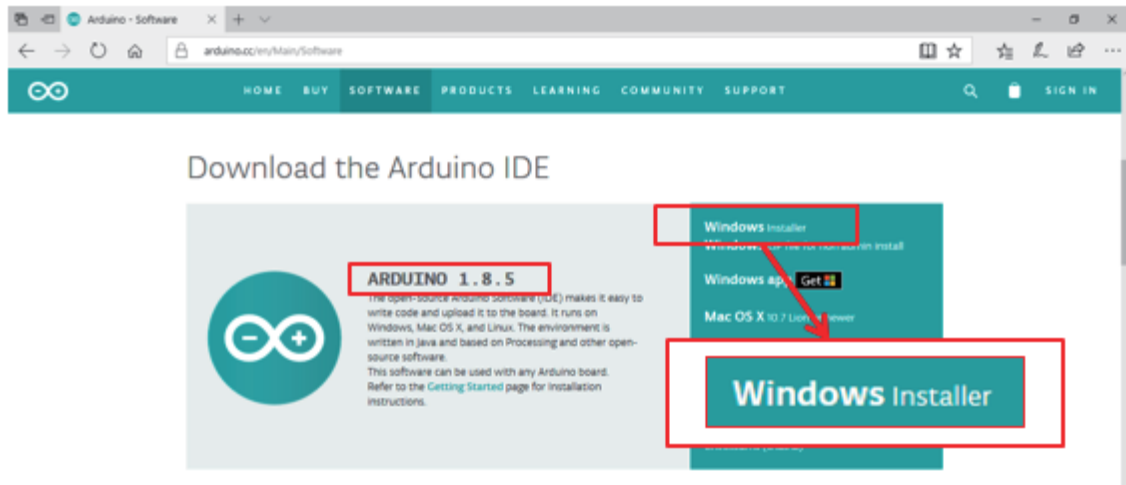 Arduino - Software
arduino.cc/en/Main/Software
HOME BUY SOFTWARE PRODUCTS LEARNING COMMUNITY SUPPORT SIGN IN
Download the Arduino IDE
Windows Installer
file for non admin install
ARDUINO 1.8.5
Windows app Get
The open-source Arduino Software (IDE) makes it easy to
write code and upload it to the board. It runs on
Windows, Mac OS X, and Linux. The environment is
written in Java and based on Processing and other open-
source software.
This software can be used with any Arduino board.
Refer to the Getting Started page for Installation
instructions.
Mac OS X 10.7 Lion newer
Windows Installer